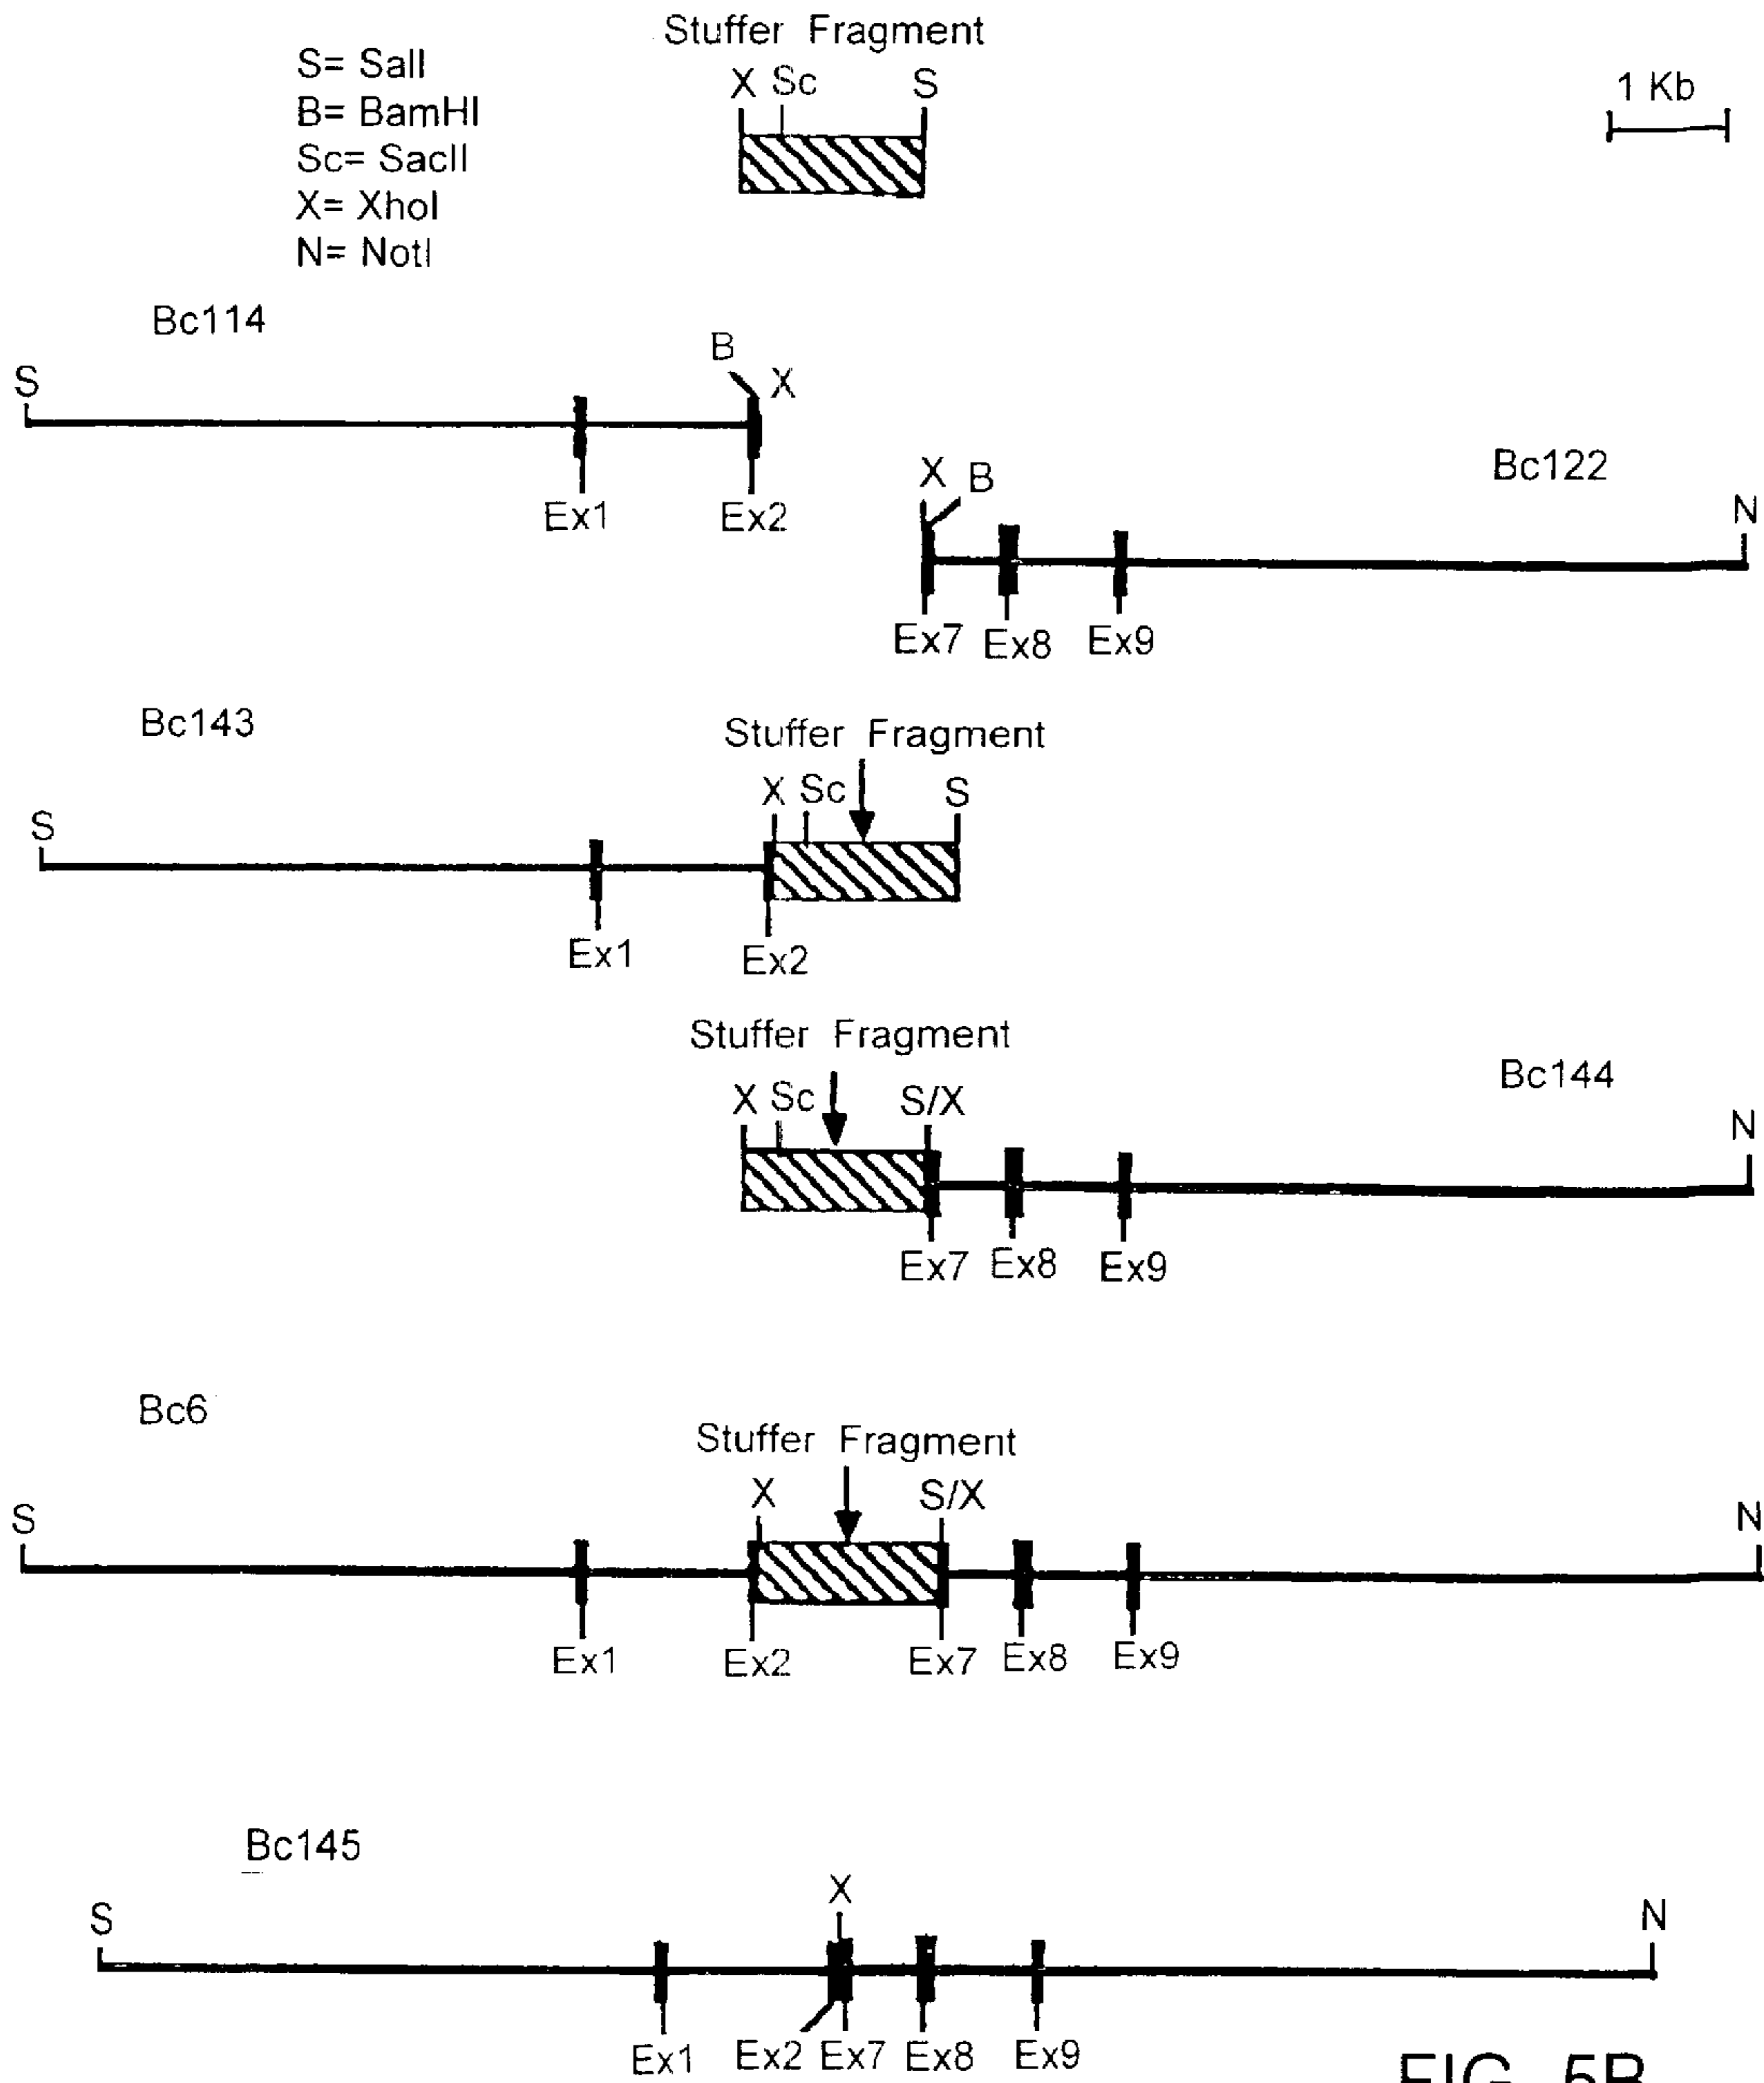 Stuffer Fragment
X Sc S
1 Kb
S= SalI
B= BamHI
Sc= SacII
X= XhoI
N= NotI
Bc114
S B X
Ex1 Ex2
Bc122
X B N
Ex7 Ex8 Ex9
Bc143
Stuffer Fragment
S X Sc S
Ex1 Ex2
Stuffer Fragment
Bc144
X Sc S/X N
Ex7 Ex8 Ex9
Bc6
Stuffer Fragment
S X S/X N
Ex1 Ex2 Ex7 Ex8 Ex9
Bc145
S X N
Ex1 Ex2 Ex7 Ex8 Ex9
FIG. 5B